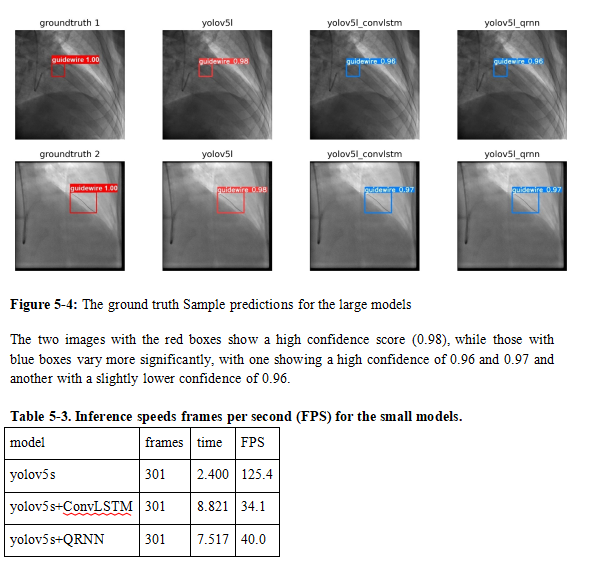 groundtruth 1 yolov5l yolov5l_convlstm yolov5l_qrnn
guidewire 1.00 guidewire 0.98 guidewire 0.96 guidewire 0.96
groundtruth 2 yolov5l yolov5l_convlstm yolov5l_qrnn
guidewire 1.00 guidewire 0.98 guidewire 0.97 guidewire 0.97
Figure 5-4: The ground truth Sample predictions for the large models
The two images with the red boxes show a high confidence score (0.98), while those with
blue boxes vary more significantly, with one showing a high confidence of 0.96 and 0.97 and
another with a slightly lower confidence of 0.96.
Table 5-3. Inference speeds frames per second (FPS) for the small models.
model frames time FPS
yolov5s 301 2.400 125.4
yolov5s+ConvLSTM 301 8.821 34.1
yolov5s+QRNN 301 7.517 40.0